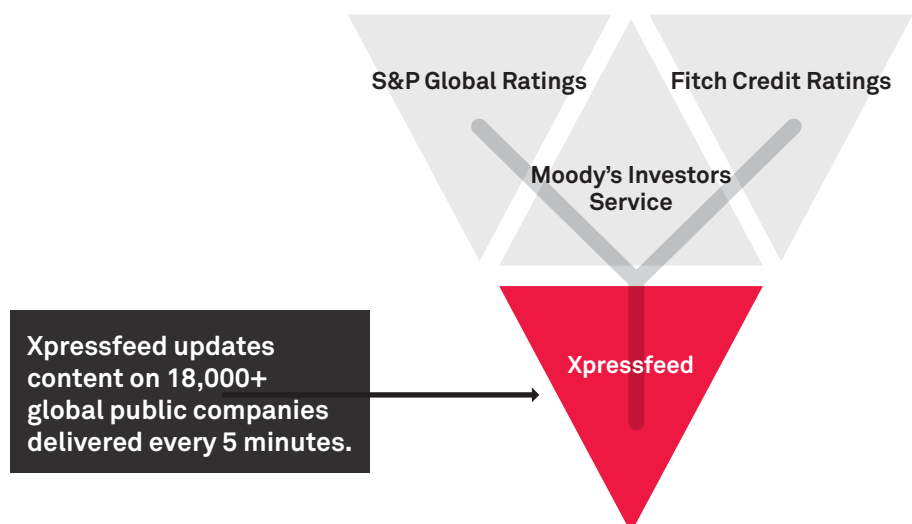 S&P Global Ratings
Fitch Credit Ratings
Moody’s Investors
Service
Xpressfeed updates
content on 18,000+
global public companies
delivered every 5 minutes.
Xpressfeed